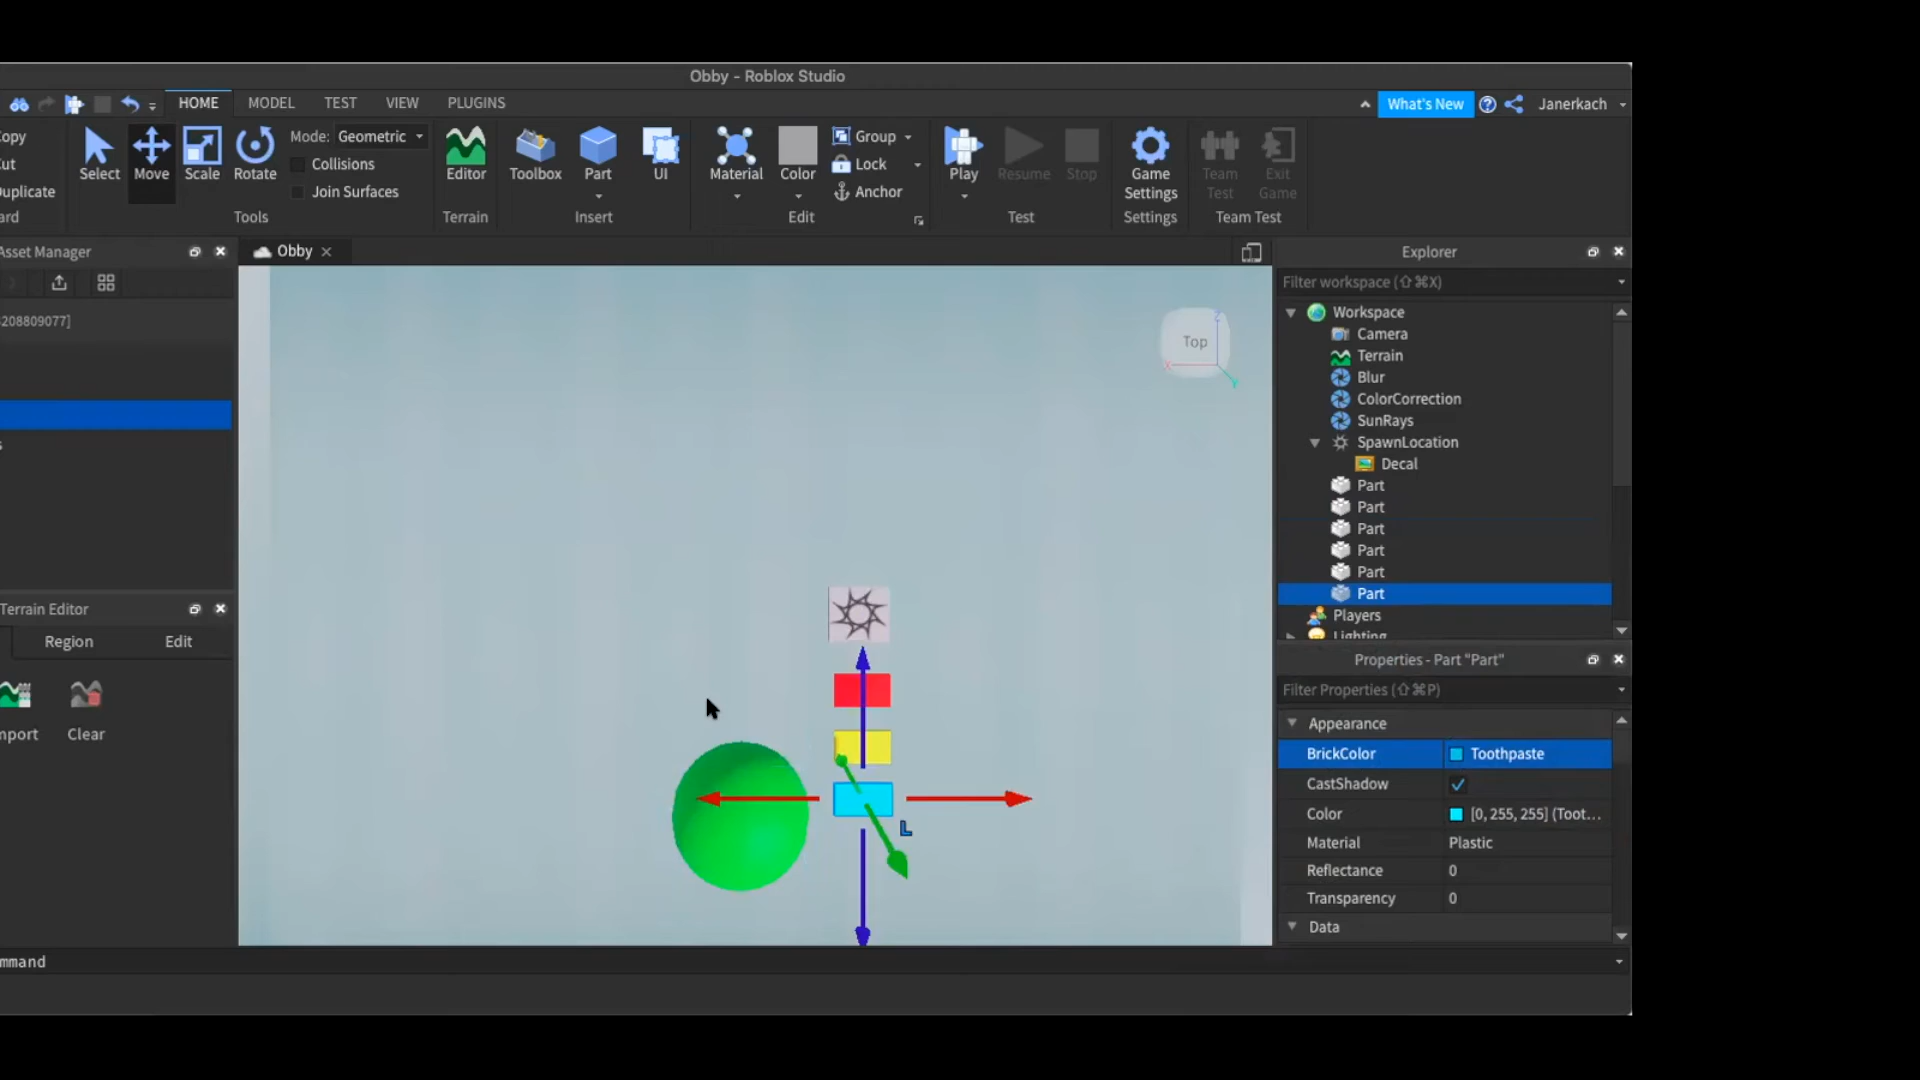 Obby - Roblox Studio
HOME MODEL TEST VIEW PLUGINS What's New Janerkach
opy
ut
uplicate
ard
Select Move Scale Rotate
Mode: Geometric
Collisions
Join Surfaces
Tools
Editor
Terrain
Toolbox Part UI
Insert
Material Color
Group
Lock
Anchor
Edit
Play Resume Stop
Test
Game Settings
Settings
Team Test
Exit Game
Team Test
Asset Manager
208809077]
s
Obby
Top
Terrain Editor
Region Edit
mport Clear
L
Explorer
Filter workspace (⇧⌘X)
Workspace
Camera
Terrain
Blur
ColorCorrection
SunRays
SpawnLocation
Decal
Part
Part
Part
Part
Part
Part
Players
Lighting
Properties - Part "Part"
Filter Properties (⇧⌘P)
Appearance
BrickColor Toothpaste
CastShadow
Color [0, 255, 255] (Toot...
Material Plastic
Reflectance 0
Transparency 0
Data
mmand